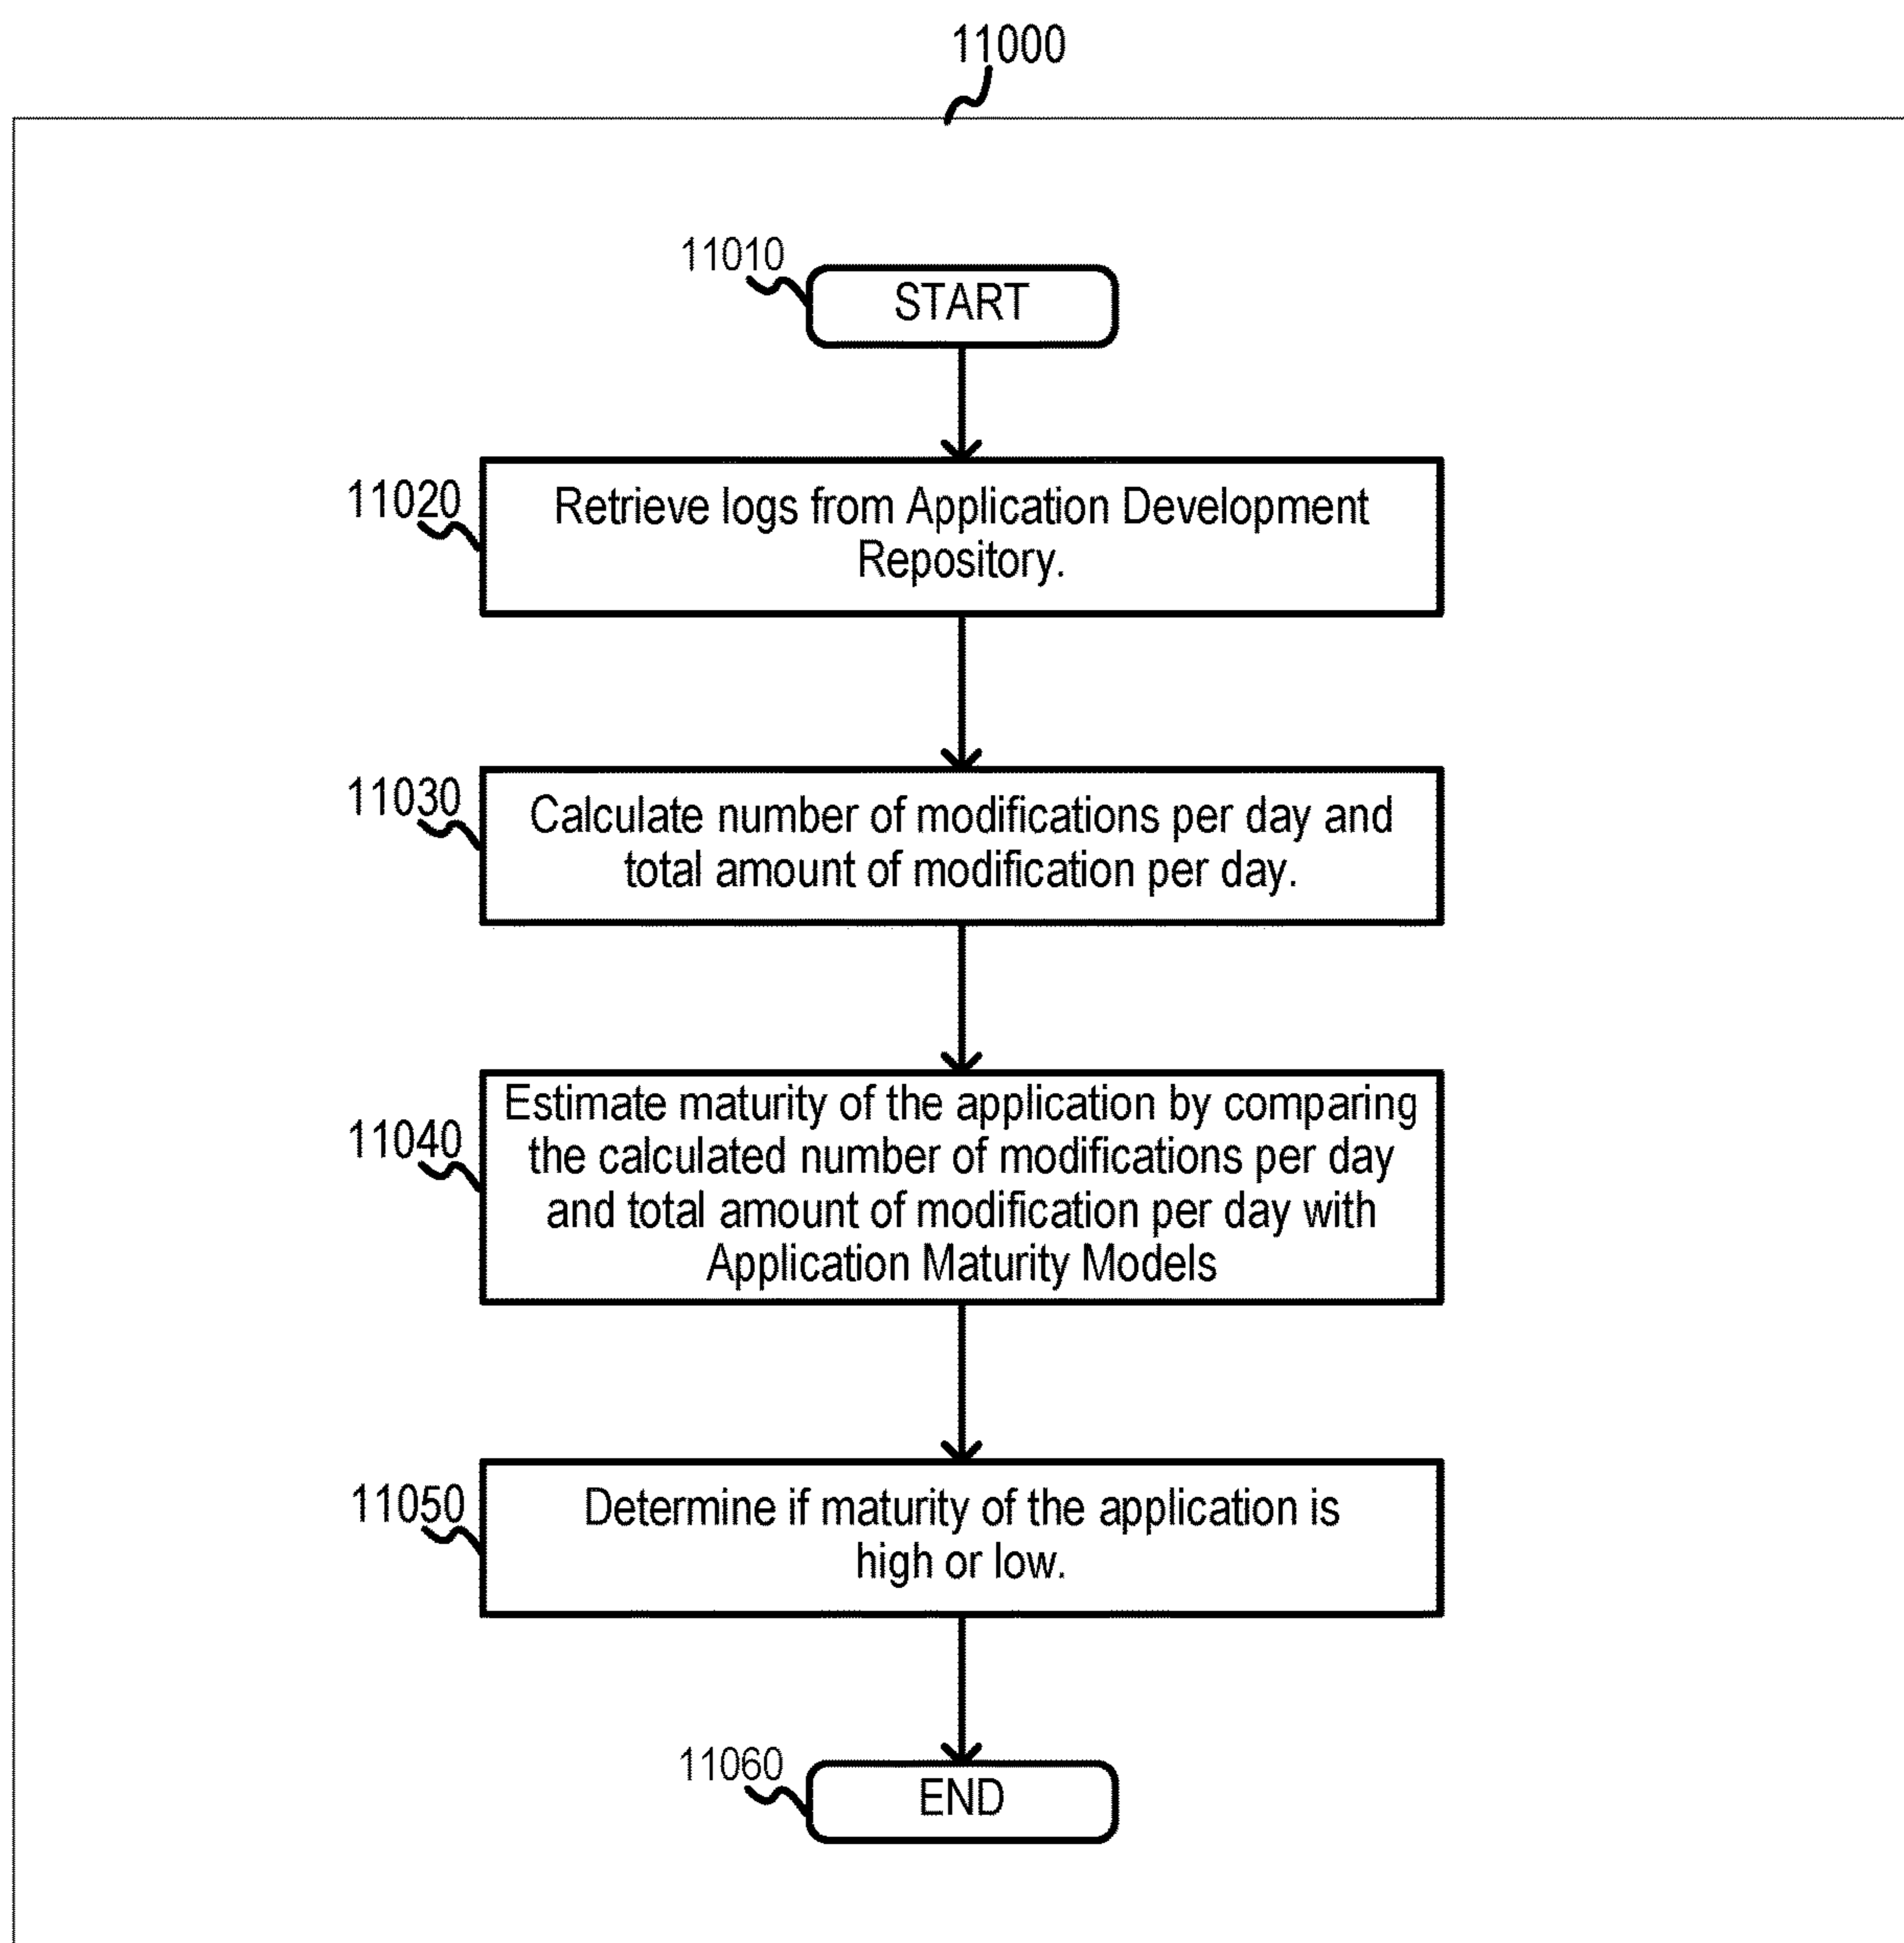 11000
11010
START
11020
Retrieve logs from Application Development
Repository.
11030
Calculate number of modifications per day and
total amount of modification per day.
11040
Estimate maturity of the application by comparing
the calculated number of modifications per day
and total amount of modification per day with
Application Maturity Models
11050
Determine if maturity of the application is
high or low.
11060
END